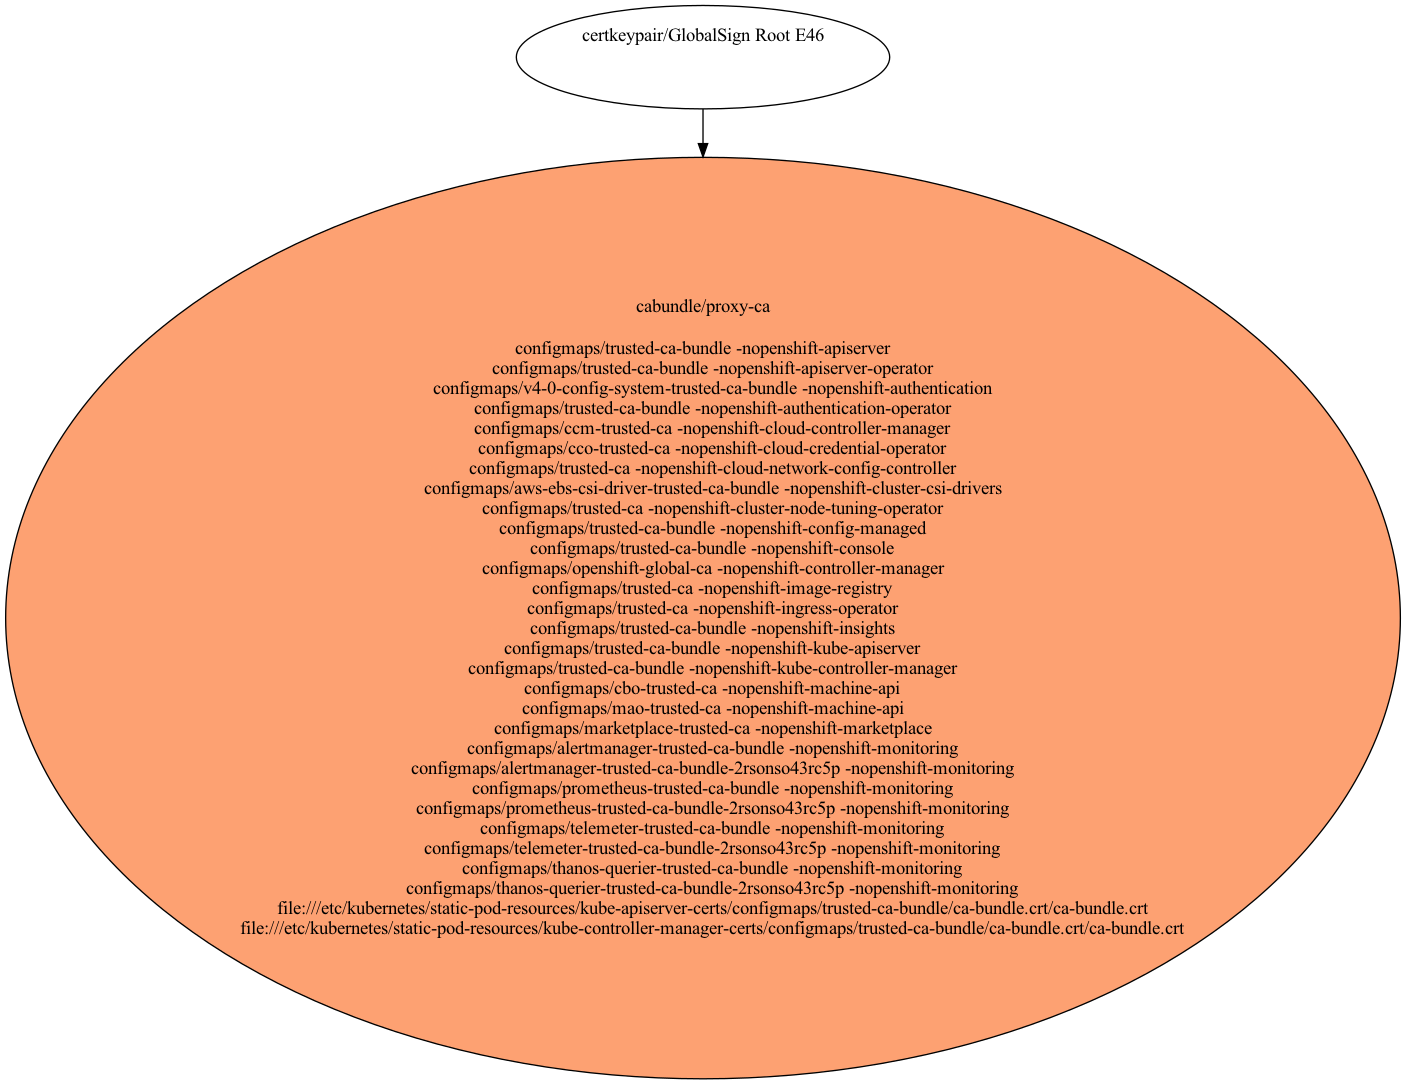 certkeypair/GlobalSign Root E46
cabundle/proxy-ca
configmaps/trusted-ca-bundle -nopenshift-apiserver
configmaps/trusted-ca-bundle -nopenshift-apiserver-operator
configmaps/v4-0-config-system-trusted-ca-bundle -nopenshift-authentication
configmaps/trusted-ca-bundle -nopenshift-authentication-operator
configmaps/ccm-trusted-ca -nopenshift-cloud-controller-manager
configmaps/cco-trusted-ca -nopenshift-cloud-credential-operator
configmaps/trusted-ca -nopenshift-cloud-network-config-controller
configmaps/aws-ebs-csi-driver-trusted-ca-bundle -nopenshift-cluster-csi-drivers
configmaps/trusted-ca -nopenshift-cluster-node-tuning-operator
configmaps/trusted-ca-bundle -nopenshift-config-managed
configmaps/trusted-ca-bundle -nopenshift-console
configmaps/openshift-global-ca -nopenshift-controller-manager
configmaps/trusted-ca -nopenshift-image-registry
configmaps/trusted-ca -nopenshift-ingress-operator
configmaps/trusted-ca-bundle -nopenshift-insights
configmaps/trusted-ca-bundle -nopenshift-kube-apiserver
configmaps/trusted-ca-bundle -nopenshift-kube-controller-manager
configmaps/cbo-trusted-ca -nopenshift-machine-api
configmaps/mao-trusted-ca -nopenshift-machine-api
configmaps/marketplace-trusted-ca -nopenshift-marketplace
configmaps/alertmanager-trusted-ca-bundle -nopenshift-monitoring
configmaps/alertmanager-trusted-ca-bundle-2rsonso43rc5p -nopenshift-monitoring
configmaps/prometheus-trusted-ca-bundle -nopenshift-monitoring
configmaps/prometheus-trusted-ca-bundle-2rsonso43rc5p -nopenshift-monitoring
configmaps/telemeter-trusted-ca-bundle -nopenshift-monitoring
configmaps/telemeter-trusted-ca-bundle-2rsonso43rc5p -nopenshift-monitoring
configmaps/thanos-querier-trusted-ca-bundle -nopenshift-monitoring
configmaps/thanos-querier-trusted-ca-bundle-2rsonso43rc5p -nopenshift-monitoring
file:///etc/kubernetes/static-pod-resources/kube-apiserver-certs/configmaps/trusted-ca-bundle/ca-bundle.crt/ca-bundle.crt
file:///etc/kubernetes/static-pod-resources/kube-controller-manager-certs/configmaps/trusted-ca-bundle/ca-bundle.crt/ca-bundle.crt